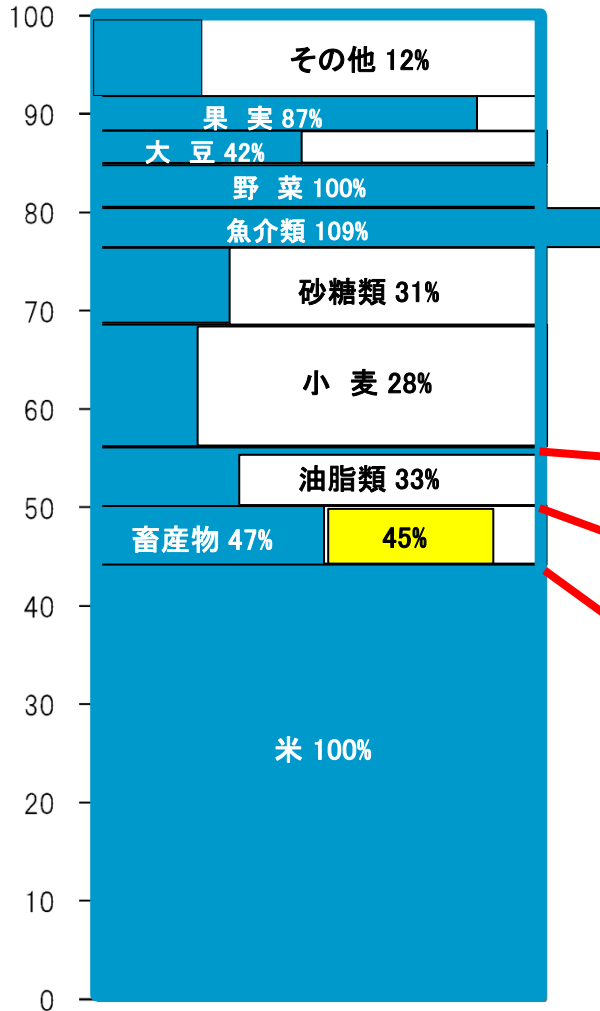 100
90
80
70
60
50
40
30
20
10
0
その他 12%
果 実 87%
大 豆 42%
野 菜 100%
魚介類 109%
砂糖類 31%
小 麦 28%
油脂類 33%
畜産物 47%
45%
米 100%